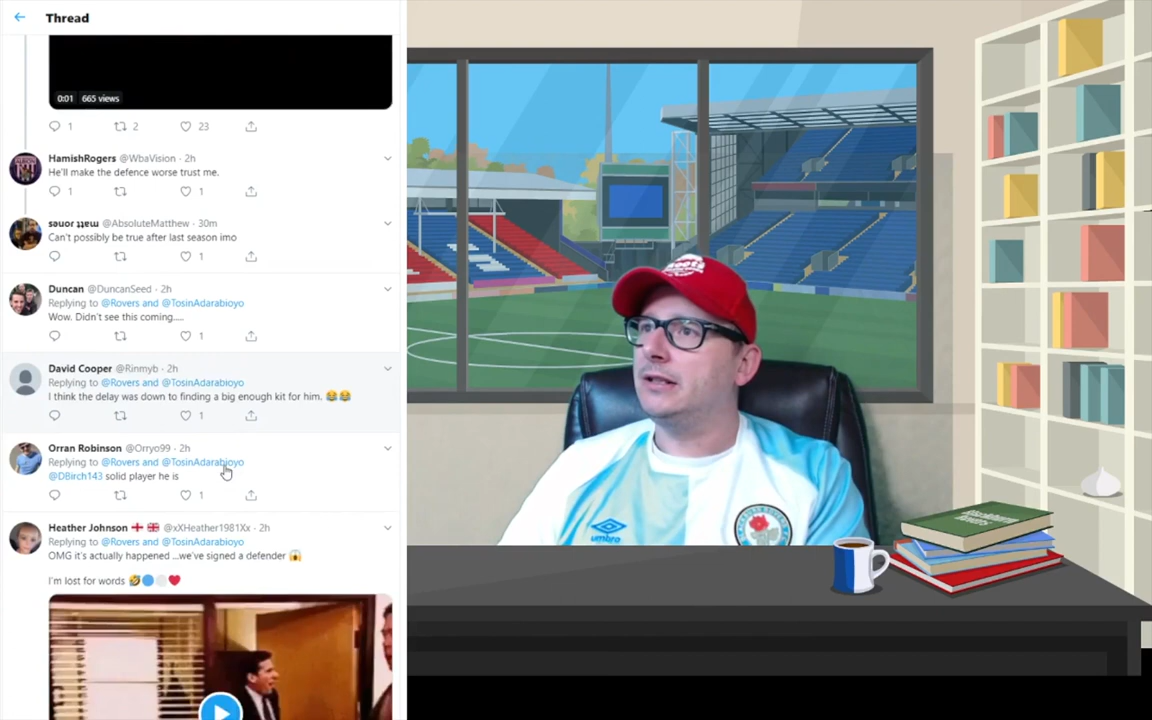 Thread
0:01 665 views
1 2 23
HamishRogers @WbaVision · 2h
He'll make the defence worse trust me.
1 1
sǝuoɾ ʇʇɐɯ @AbsoluteMatthew · 30m
Can't possibly be true after last season imo
1
Duncan @DuncanSeed · 2h
Replying to @Rovers and @TosinAdarabioyo
Wow. Didn't see this coming.....
1
David Cooper @Rinmyb · 2h
Replying to @Rovers and @TosinAdarabioyo
I think the delay was down to finding a big enough kit for him. 😂😂
1
Orran Robinson @Orryo99 · 2h
Replying to @Rovers and @TosinAdarabioyo
@DBirch143 solid player he is
1
Heather Johnson 🏴󠁧󠁢󠁥󠁮󠁧󠁿 🇬🇧 @xXHeather1981Xx · 2h
Replying to @Rovers and @TosinAdarabioyo
OMG it's actually happened ...we've signed a defender 😱
I'm lost for words 🤣🔵⚪❤️
umbro
Blackburn
Rovers